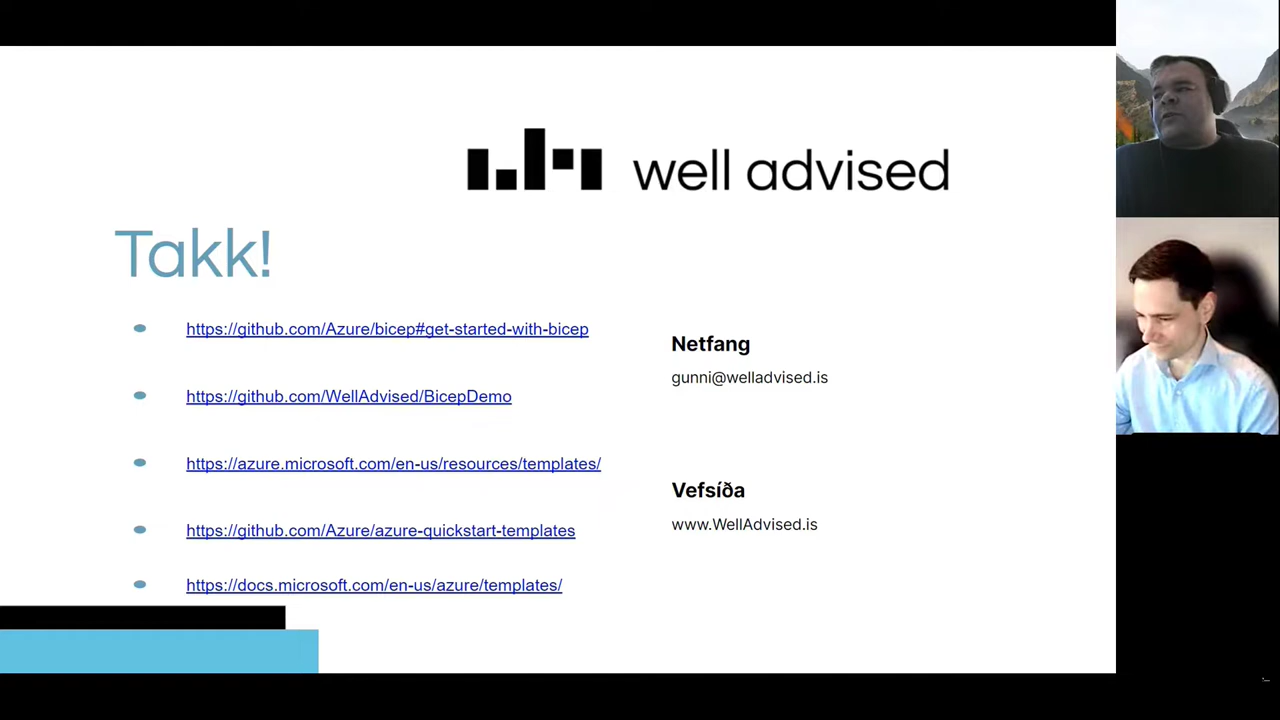 well advised
Takk!
https://github.com/Azure/bicep#get-started-with-bicep
https://github.com/WellAdvised/BicepDemo
https://azure.microsoft.com/en-us/resources/templates/
https://github.com/Azure/azure-quickstart-templates
https://docs.microsoft.com/en-us/azure/templates/
Netfang
gunni@welladvised.is
Vefsíða
www.WellAdvised.is